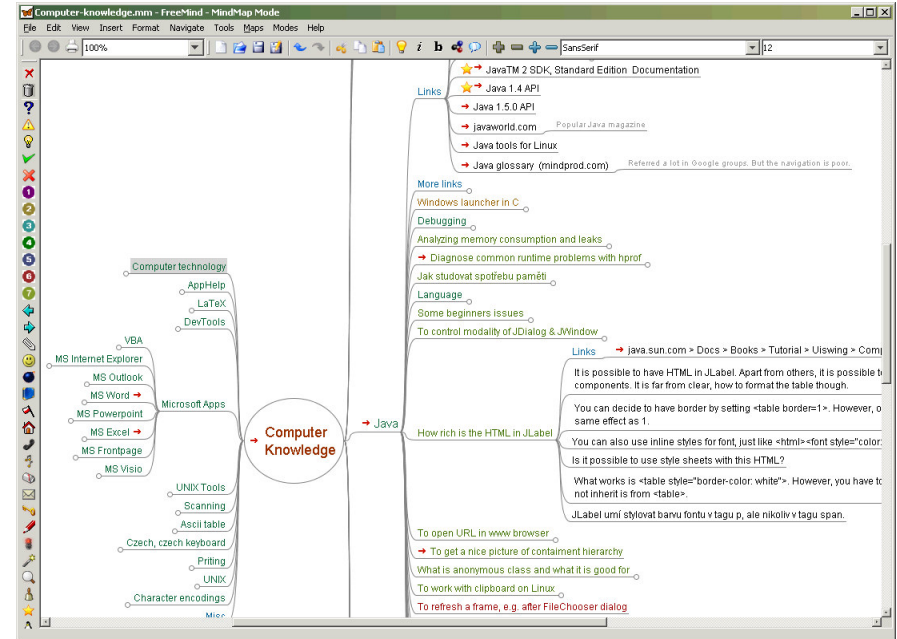 Computer-knowledge.mm - FreeMind - MindMap Mode
File Edit View Insert Format Navigate Tools Maps Modes Help
100%
SansSerif
12
JavaTM 2 SDK, Standard Edition Documentation
Links
Java 1.4 API
Java 1.5.0 API
javaworld.com
Popular Java magazine
Java tools for Linux
Java glossary (mindprod.com)
Referred a lot in Google groups. But the navigation is poor.
More links
Windows launcher in C
Debugging
Analyzing memory consumption and leaks
Diagnose common runtime problems with hprof
Jak studovat spotřebu paměti
Language
Some beginners issues
To control modality of JDialog & JWindow
Computer technology
AppHelp
LaTeX
DevTools
VBA
MS Internet Explorer
MS Outlook
MS Word
MS Powerpoint
MS Excel
MS Frontpage
MS Visio
Microsoft Apps
Computer
Knowledge
Java
UNIX Tools
Scanning
Ascii table
Czech, czech keyboard
Priting
UNIX
Character encodings
Misc
How rich is the HTML in JLabel
Links
java.sun.com > Docs > Books > Tutorial > Uiswing > Comp
It is possible to have HTML in JLabel. Apart from others, it is possible to
components. It is far from clear, how to format the table though.
You can decide to have border by setting <table border=1>. However, o
same effect as 1.
You can also use inline styles for font, just like <html><font style="color:
Is it possible to use style sheets with this HTML?
What works is <table style="border-color: white">. However, you have to
not inherit is from <table>.
JLabel umí stylovat barvu fontu v tagu p, ale nikoliv v tagu span.
To open URL in www browser
To get a nice picture of contaiment hierarchy
What is anonymous class and what it is good for
To work with clipboard on Linux
To refresh a frame, e.g. after FileChooser dialog